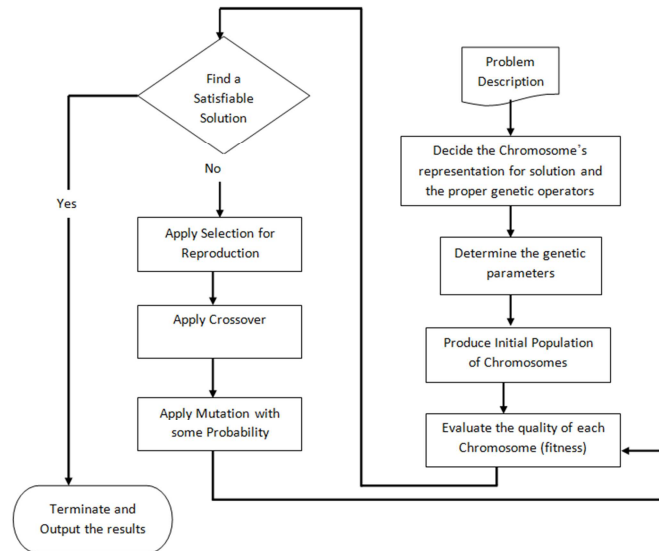 Problem
Description
Decide the Chromosome's
representation for solution and
the proper genetic operators
Determine the genetic
parameters
Produce Initial Population
of Chromosomes
Evaluate the quality of each
Chromosome (fitness)
Find a
Satisfiable
Solution
No
Yes
Apply Selection for
Reproduction
Apply Crossover
Apply Mutation with
some Probability
Terminate and
Output the results